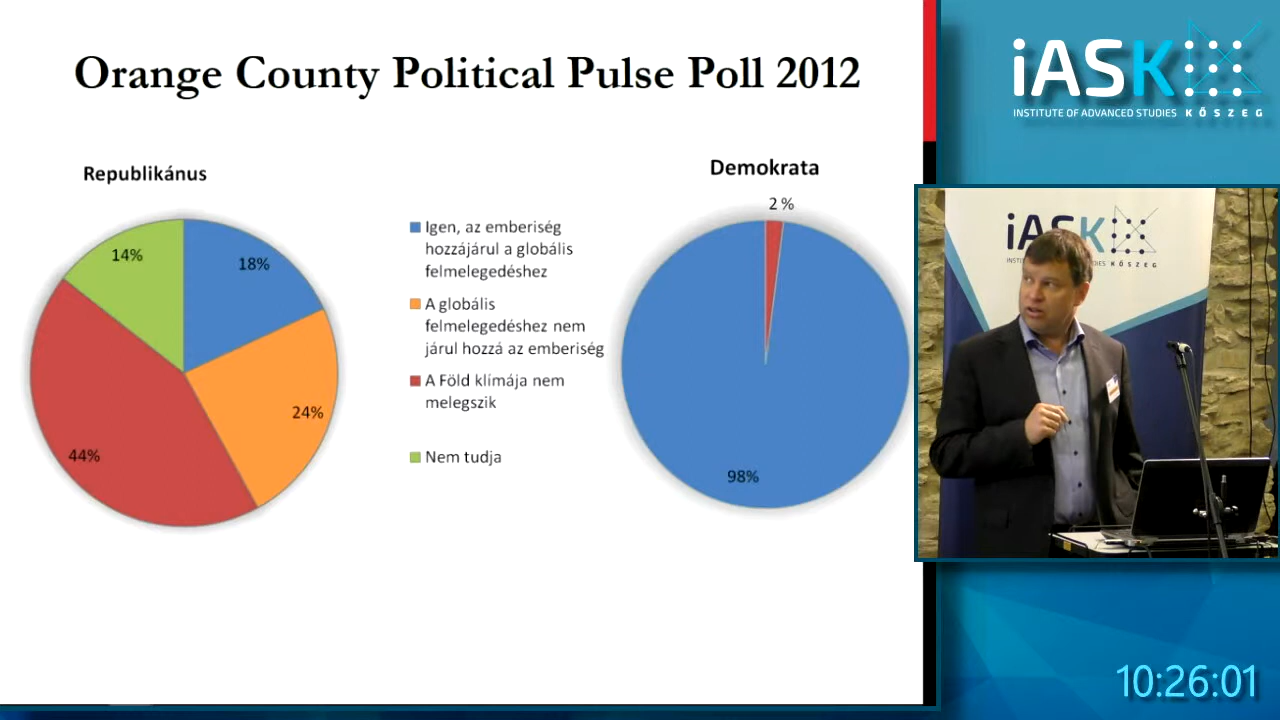 Orange County Political Pulse Poll 2012
Republikánus
14%
18%
24%
44%
Igen, az emberiség
hozzájárul a globális
felmelegedéshez
A globális
felmelegedéshez nem
járul hozzá az emberiség
A Föld klímája nem
melegszik
Nem tudja
Demokrata
2 %
98%
iASK
INSTITUTE OF ADVANCED STUDIES KŐSZEG
iASK
KŐSZEG
10:26:01